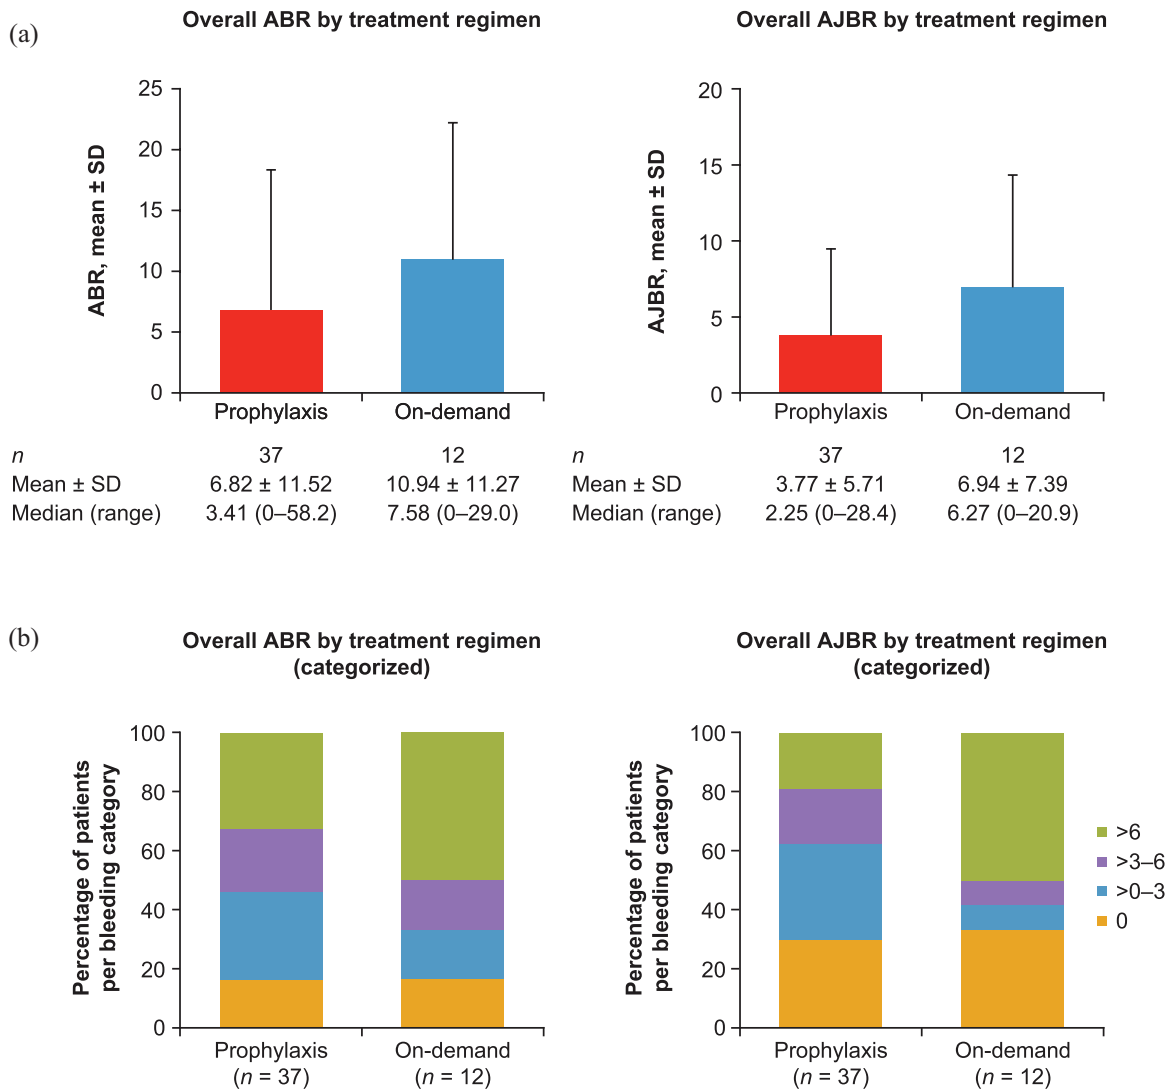 (a)
Overall ABR by treatment regimen
ABR, mean ± SD
25
20
15
10
5
0
Prophylaxis On-demand
n 37 12
Mean ± SD 6.82 ± 11.52 10.94 ± 11.27
Median (range) 3.41 (0–58.2) 7.58 (0–29.0)
Overall AJBR by treatment regimen
AJBR, mean ± SD
20
15
10
5
0
Prophylaxis On-demand
n 37 12
Mean ± SD 3.77 ± 5.71 6.94 ± 7.39
Median (range) 2.25 (0–28.4) 6.27 (0–20.9)
(b)
Overall ABR by treatment regimen
(categorized)
Percentage of patients
per bleeding category
100
80
60
40
20
0
Prophylaxis On-demand
(n = 37) (n = 12)
Overall AJBR by treatment regimen
(categorized)
Percentage of patients
per bleeding category
100
80
60
40
20
0
Prophylaxis On-demand
(n = 37) (n = 12)
>6
>3–6
>0–3
0